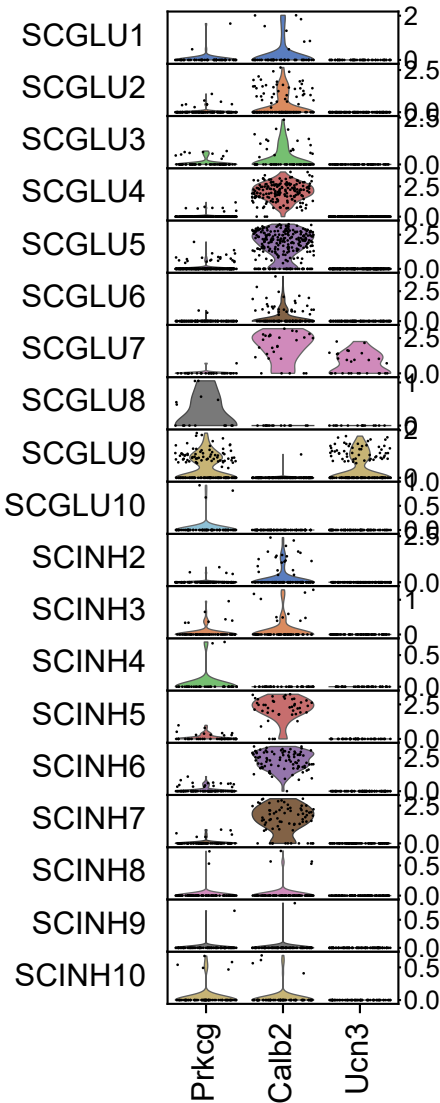 SCGLU1 2
0
SCGLU2 2.5
0.0
SCGLU3 2.5
0.0
SCGLU4 2.5
0.0
SCGLU5 2.5
0.0
SCGLU6 2.5
0.0
SCGLU7 2.5
0.0
SCGLU8 1
0
SCGLU9 2
1
SCGLU10 1.0
0.5
0.0
SCINH2 2.5
0.0
SCINH3 1
0
SCINH4 0.5
0.0
SCINH5 2.5
0.0
SCINH6 2.5
0.0
SCINH7 2.5
0.0
SCINH8 0.5
0.0
SCINH9 0.5
0.0
SCINH10 0.5
0.0
Prkcg Calb2 Ucn3